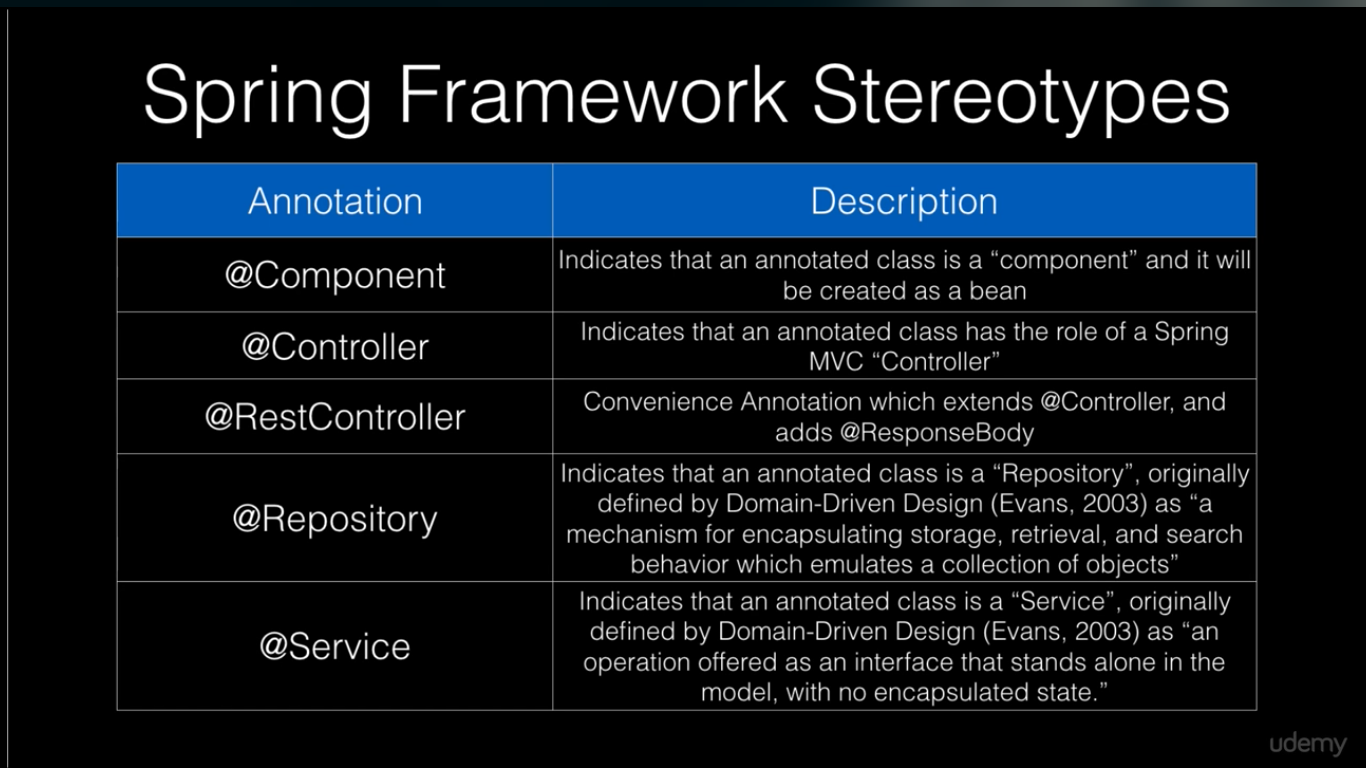 Spring Framework Stereotypes
Annotation
Description
@Component
Indicates that an annotated class is a “component” and it will
be created as a bean
@Controller
Indicates that an annotated class has the role of a Spring
MVC “Controller”
@RestController
Convenience Annotation which extends @Controller, and
adds @ResponseBody
@Repository
Indicates that an annotated class is a “Repository”, originally
defined by Domain-Driven Design (Evans, 2003) as “a
mechanism for encapsulating storage, retrieval, and search
behavior which emulates a collection of objects”
@Service
Indicates that an annotated class is a “Service”, originally
defined by Domain-Driven Design (Evans, 2003) as “an
operation offered as an interface that stands alone in the
model, with no encapsulated state.”
udemy